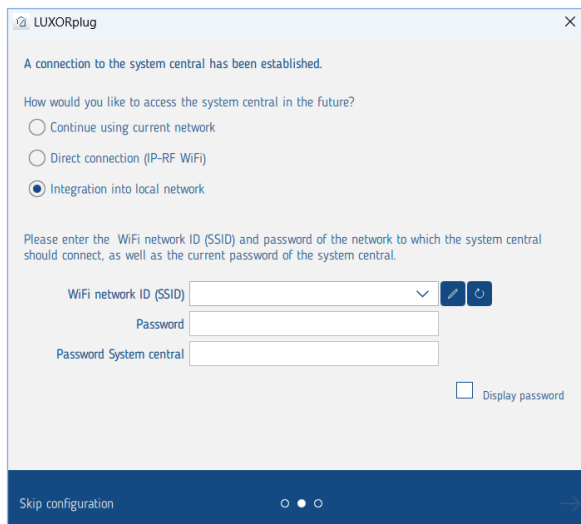 LUXORplug
A connection to the system central has been established.
How would you like to access the system central in the future?
Continue using current network
Direct connection (IP-RF WiFi)
Integration into local network
Please enter the WiFi network ID (SSID) and password of the network to which the system central
should connect, as well as the current password of the system central.
WiFi network ID (SSID)
Password
Password System central
Display password
Skip configuration